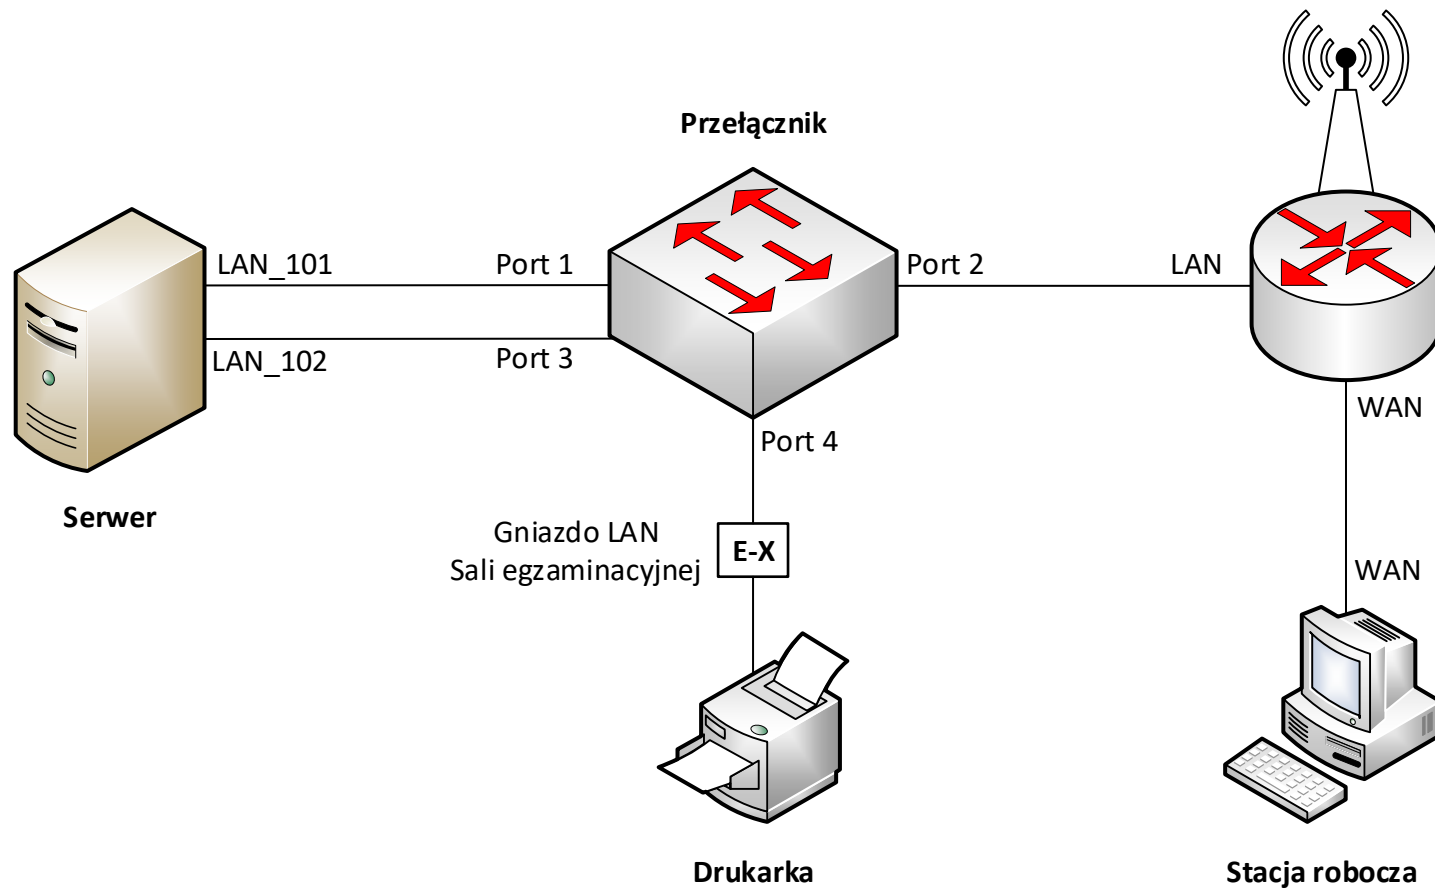 Przełącznik
LAN_101
Port 1
Port 2
LAN
LAN_102
Port 3
WAN
Port 4
Serwer
Gniazdo LAN
Sali egzaminacyjnej
E-X
WAN
Drukarka
Stacja robocza